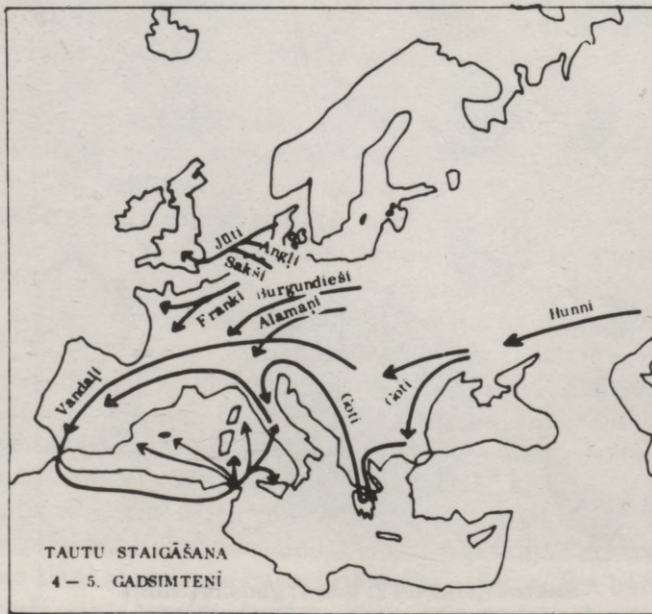 Jūti
Angļi
Sakši
Franki
Burgundieši
Alamaņi
Hunni
Vandaļi
Goti
Goti
TAUTU STAIGĀŠANA
4 – 5. GADSIMTENĪ